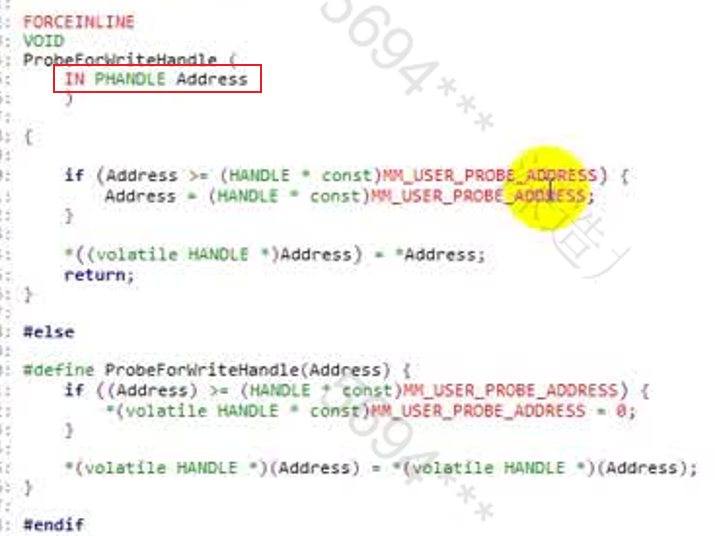 FORCEINLINE
VOID
ProbeForWriteHandle (
IN PHANDLE Address
)
{
if (Address >= (HANDLE * const)MM_USER_PROBE_ADDRESS) {
Address = (HANDLE * const)MM_USER_PROBE_ADDRESS;
}
*((volatile HANDLE *)Address) = *Address;
return;
}
#else
#define ProbeForWriteHandle(Address) {
if ((Address) >= (HANDLE * const)MM_USER_PROBE_ADDRESS) {
*(volatile HANDLE * const)MM_USER_PROBE_ADDRESS = 0;
}
*(volatile HANDLE *)(Address) = *(volatile HANDLE *)(Address);
}
#endif
5694***
5694***